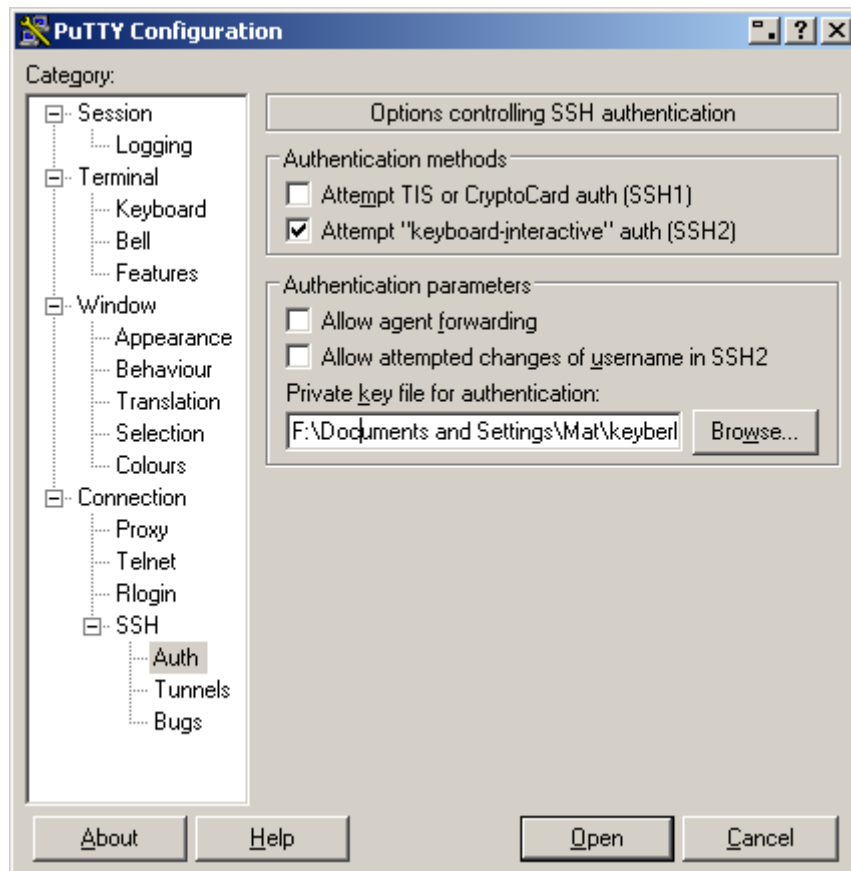 PuTTY Configuration
Category:
Session
Logging
Terminal
Keyboard
Bell
Features
Window
Appearance
Behaviour
Translation
Selection
Colours
Connection
Proxy
Telnet
Rlogin
SSH
Auth
Tunnels
Bugs
Options controlling SSH authentication
Authentication methods
Attempt TIS or CryptoCard auth (SSH1)
Attempt "keyboard-interactive" auth (SSH2)
Authentication parameters
Allow agent forwarding
Allow attempted changes of username in SSH2
Private key file for authentication:
F:\Documents and Settings\Mat\keyberl
Browse...
About
Help
Open
Cancel